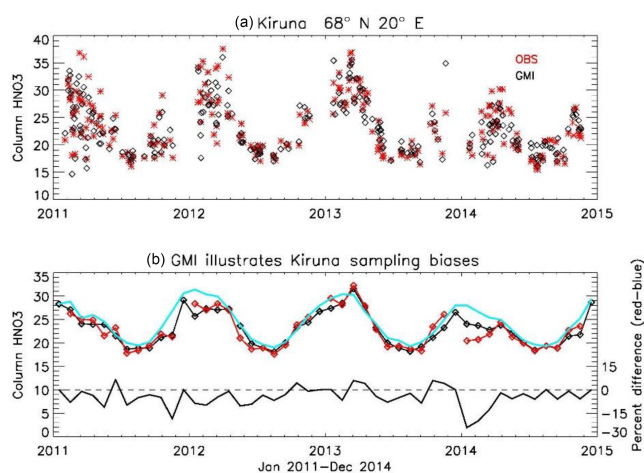 (a) Kiruna 68° N 20° E
Column HNO3
40
35
30
25
20
15
10
OBS
GMI
2011 2012 2013 2014 2015
(b) GMI illustrates Kiruna sampling biases
Column HNO3
35
30
25
20
15
10
5
0
15
0
-15
-30
Percent difference (red-blue)
2011 2012 2013 2014 2015
Jan 2011-Dec 2014